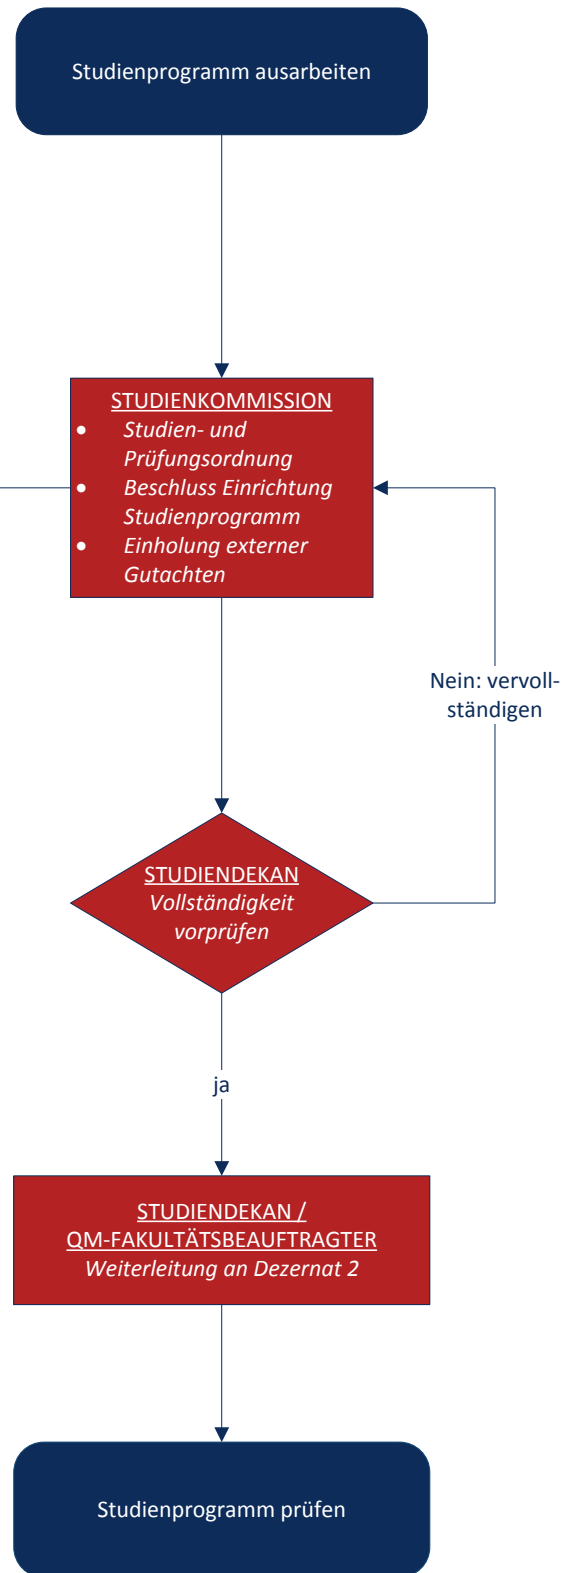 Studienprogramm ausarbeiten
STUDIENKOMMISSION
• Studien- und
Prüfungsordnung
• Beschluss Einrichtung
Studienprogramm
• Einholung externer
Gutachten
Nein: vervoll-
ständigen
STUDIENDEKAN
Vollständigkeit
vorprüfen
ja
STUDIENDEKAN /
QM-FAKULTÄTSBEAUFTRAGTER
Weiterleitung an Dezernat 2
Studienprogramm prüfen